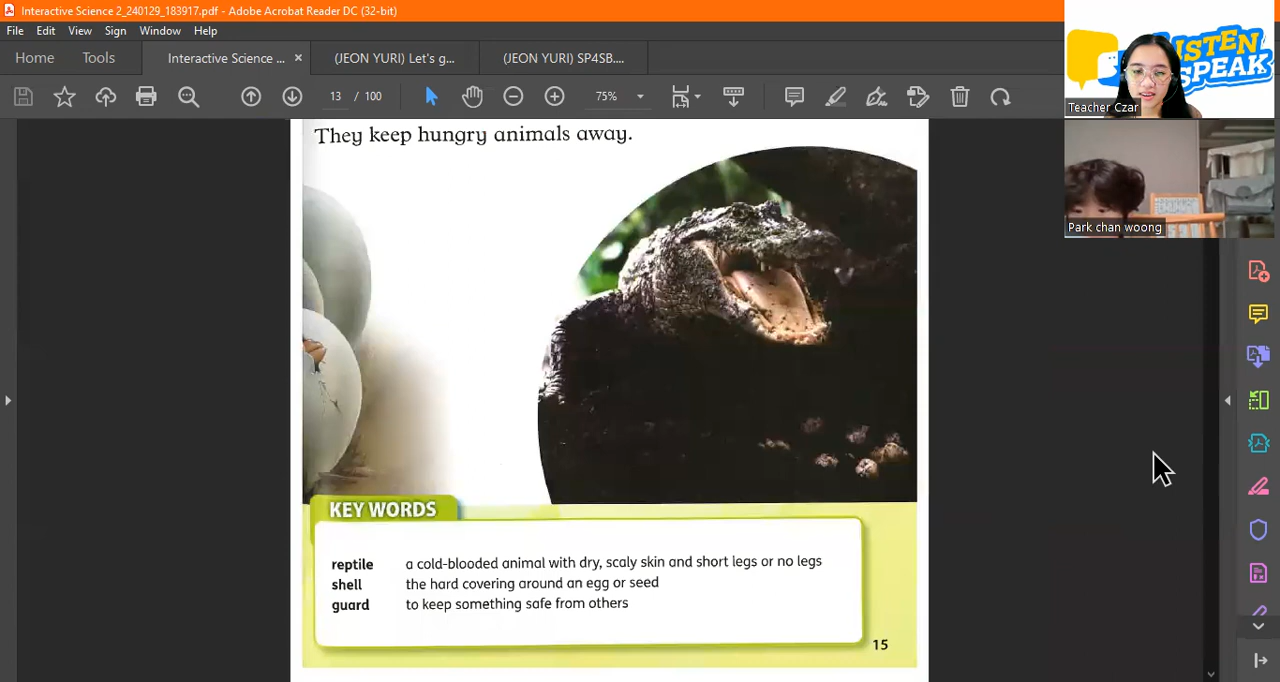 Interactive Science 2_240129_183917.pdf - Adobe Acrobat Reader DC (32-bit)
File Edit View Sign Window Help
Home Tools Interactive Science ... × (JEON YURI) Let's g... (JEON YURI) SP4SB....
13 / 100 75%
LISTEN
SPEAK
Teacher Czar
Park chan woong
They keep hungry animals away.
KEY WORDS
reptile a cold-blooded animal with dry, scaly skin and short legs or no legs
shell the hard covering around an egg or seed
guard to keep something safe from others
15